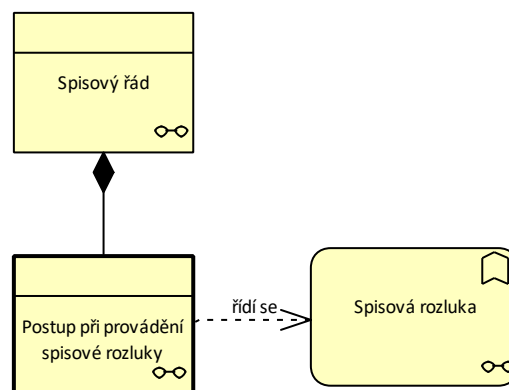 Spisový řád
Postup při provádění
spisové rozluky
řídí se
Spisová rozluka